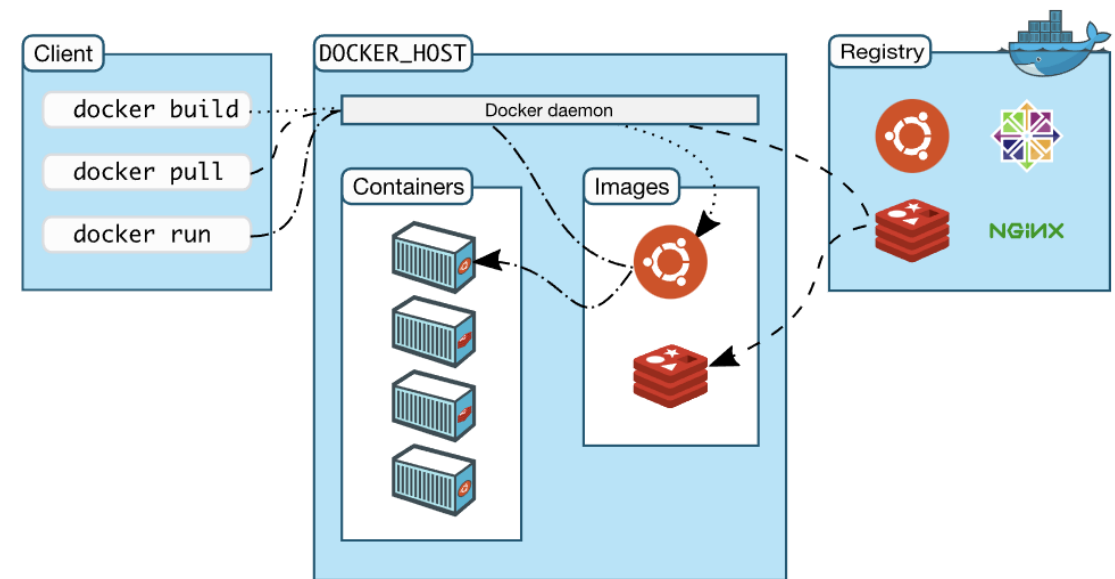 Client
docker build
docker pull
docker run
DOCKER_HOST
Docker daemon
Containers
Images
Registry
NGINX